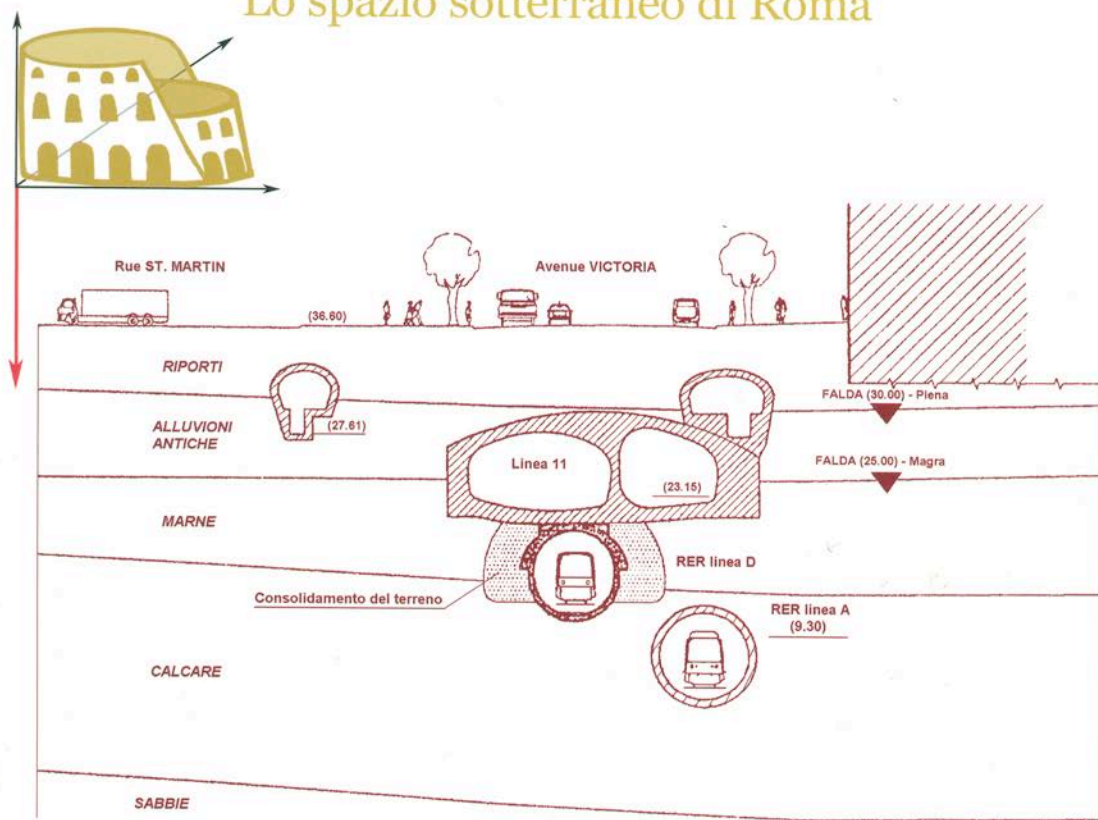 Lo spazio sotterraneo di Roma
Rue ST. MARTIN
Avenue VICTORIA
(36.60)
RIPORTI
FALDA (30.00) - Piena
ALLUVIONI
ANTICHE
(27.61)
Linea 11
(23.15)
FALDA (25.00) - Magra
MARNE
RER linea D
Consolidamento del terreno
RER linea A
(9.30)
CALCARE
SABBIE